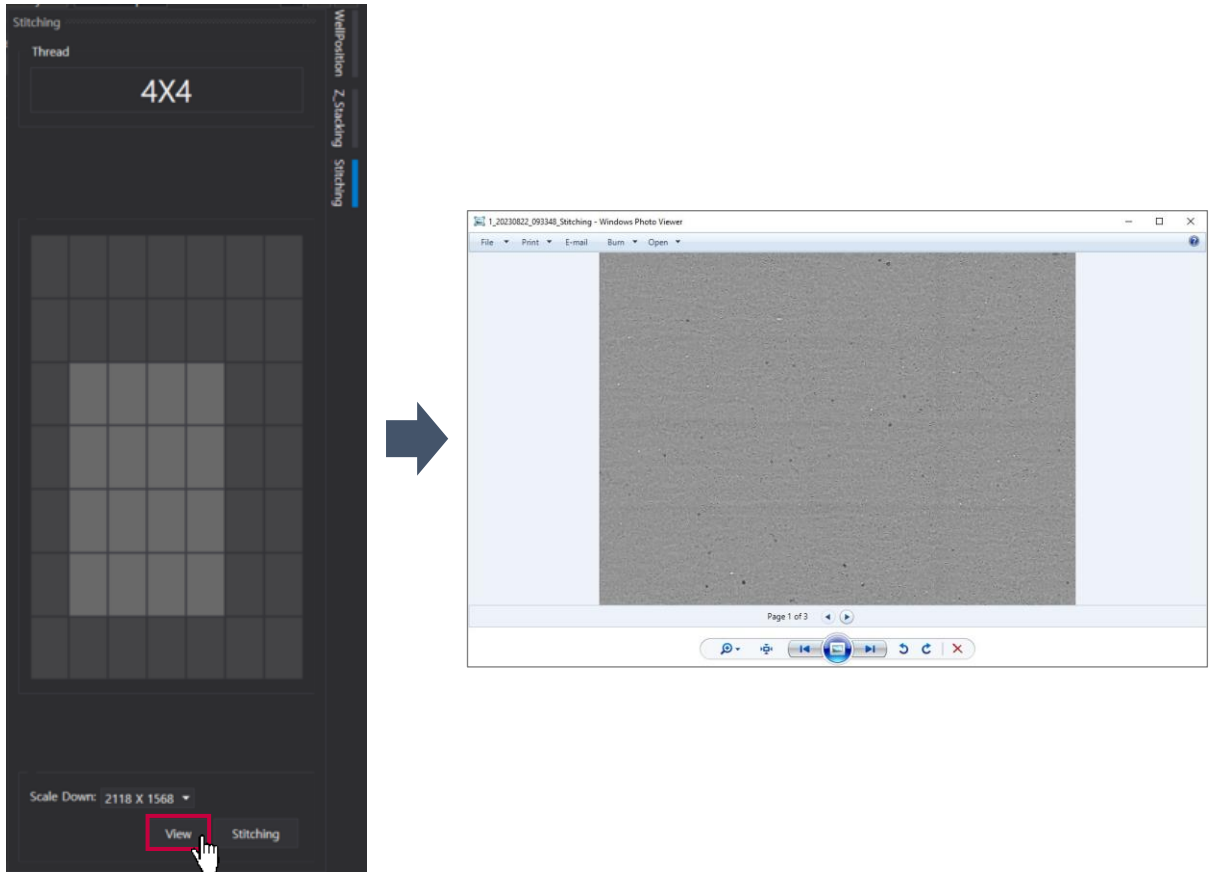 Stitching
Thread
4X4
WellPosition
Z_Stacking
Stitching
Scale Down: 2118 X 1568
View
Stitching
1_20230822_093348_Stitching - Windows Photo Viewer
File Print E-mail Burn Open
Page 1 of 3